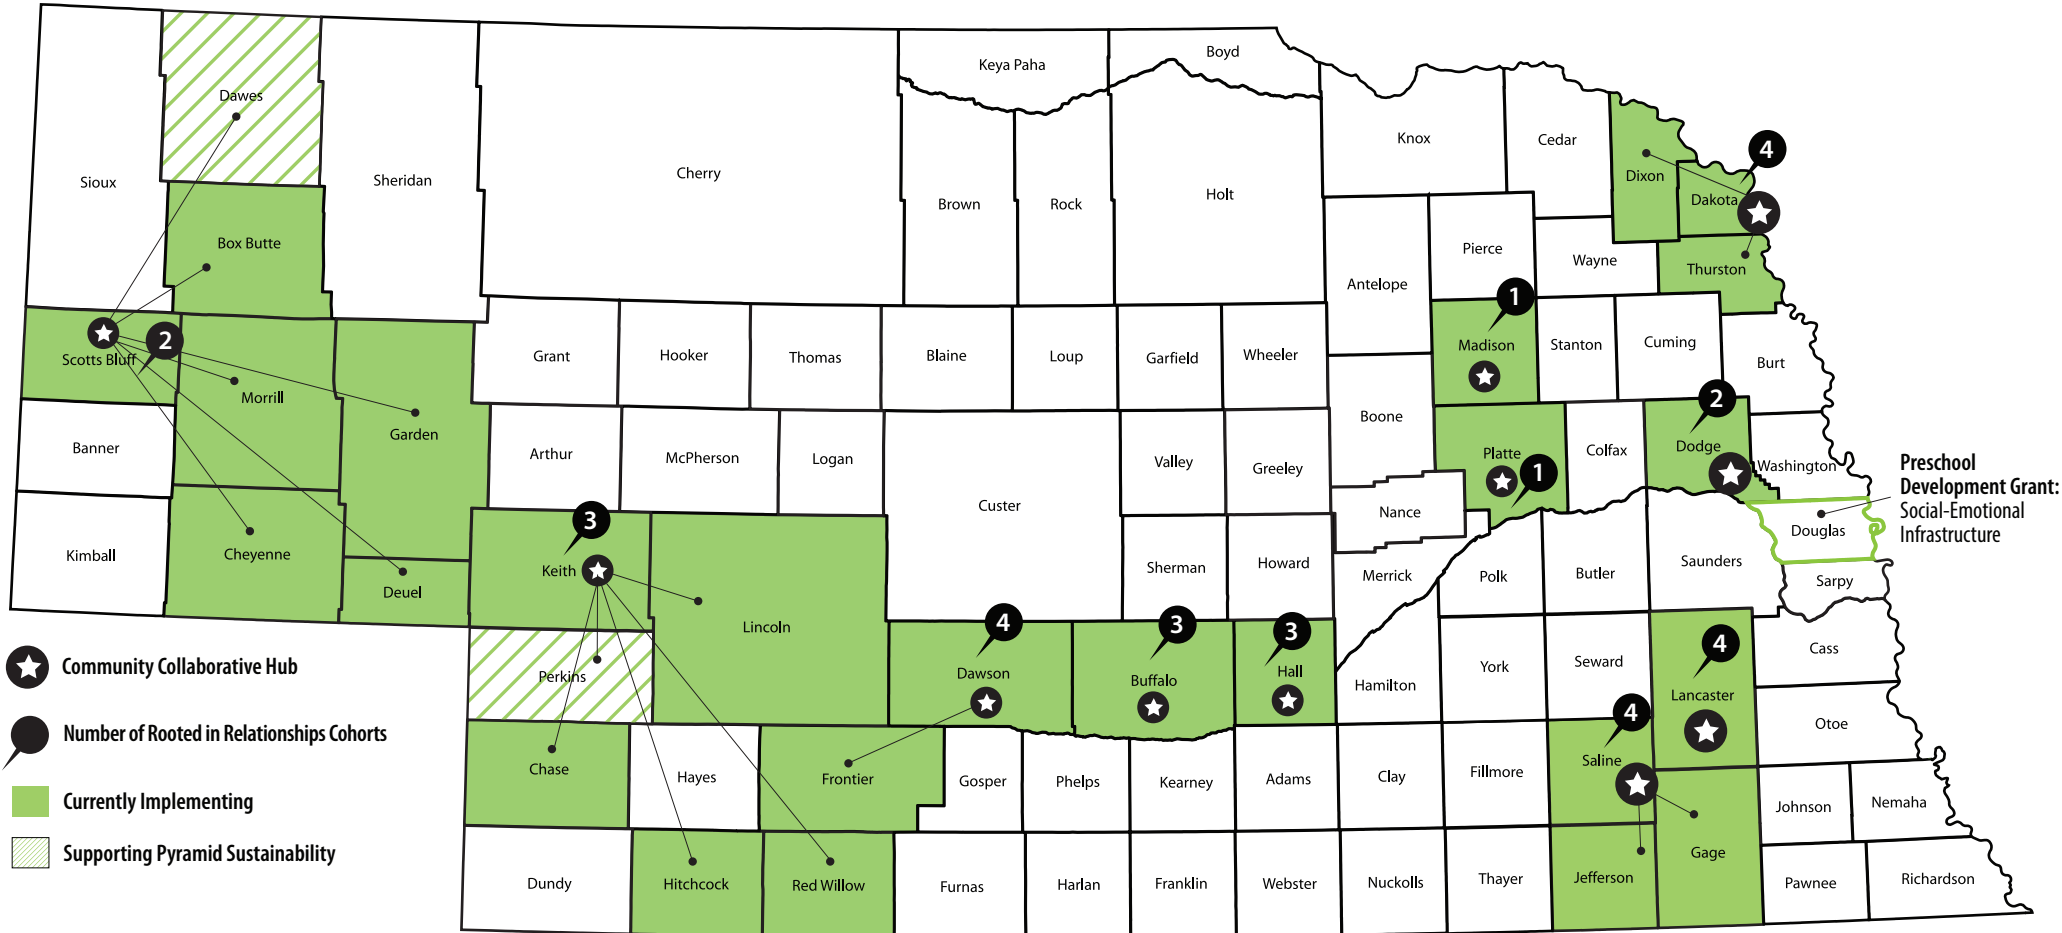 Keya Paha
Boyd
Dawes
Knox
Cedar
4
Sioux
Sheridan
Cherry
Brown
Rock
Holt
Dixon
Dakota
Box Butte
Pierce
Wayne
Thurston
Antelope
1
2
Scotts Bluff
Morrill
Garden
Grant
Hooker
Thomas
Blaine
Loup
Garfield
Wheeler
Madison
Stanton
Cuming
Burt
Boone
2
Banner
Arthur
McPherson
Logan
Custer
Valley
Greeley
Platte
1
Colfax
Dodge
Washington
Preschool
Development Grant:
Social-Emotional
Infrastructure
Nance
Douglas
Kimball
Cheyenne
Deuel
3
Keith
Lincoln
Sherman
Howard
Merrick
Polk
Butler
Saunders
Sarpy
Community Collaborative Hub
Perkins
4
Dawson
3
Buffalo
3
Hall
Hamilton
York
Seward
4
Lancaster
Cass
Number of Rooted in Relationships Cohorts
4
Saline
Otoe
Currently Implementing
Chase
Hayes
Frontier
Gosper
Phelps
Kearney
Adams
Clay
Fillmore
Johnson
Nemaha
Supporting Pyramid Sustainability
Dundy
Hitchcock
Red Willow
Furnas
Harlan
Franklin
Webster
Nuckolls
Thayer
Jefferson
Gage
Pawnee
Richardson